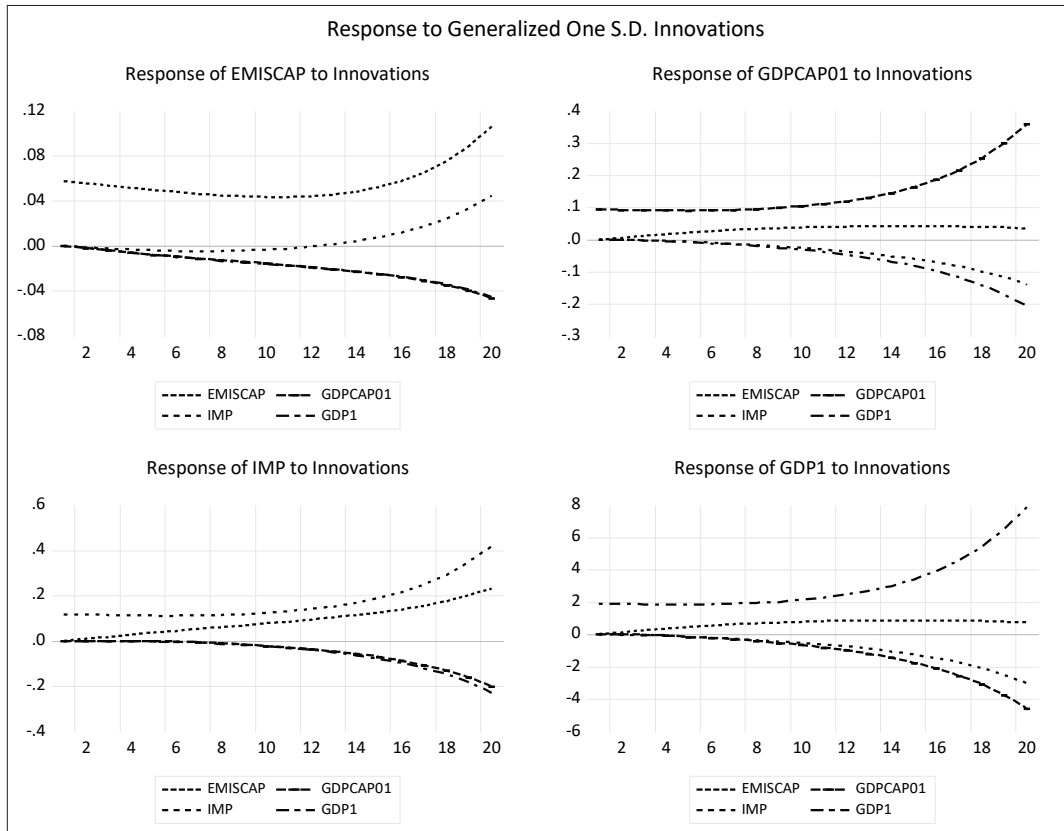 Response to Generalized One S.D. Innovations
Response of EMISCAP to Innovations
.12
.08
.04
.00
-.04
-.08
2 4 6 8 10 12 14 16 18 20
EMISCAP GDPCAP01
IMP GDP1
Response of GDPCAP01 to Innovations
.4
.3
.2
.1
.0
-.1
-.2
-.3
2 4 6 8 10 12 14 16 18 20
EMISCAP GDPCAP01
IMP GDP1
Response of IMP to Innovations
.6
.4
.2
.0
-.2
-.4
2 4 6 8 10 12 14 16 18 20
EMISCAP GDPCAP01
IMP GDP1
Response of GDP1 to Innovations
8
6
4
2
0
-2
-4
-6
2 4 6 8 10 12 14 16 18 20
EMISCAP GDPCAP01
IMP GDP1